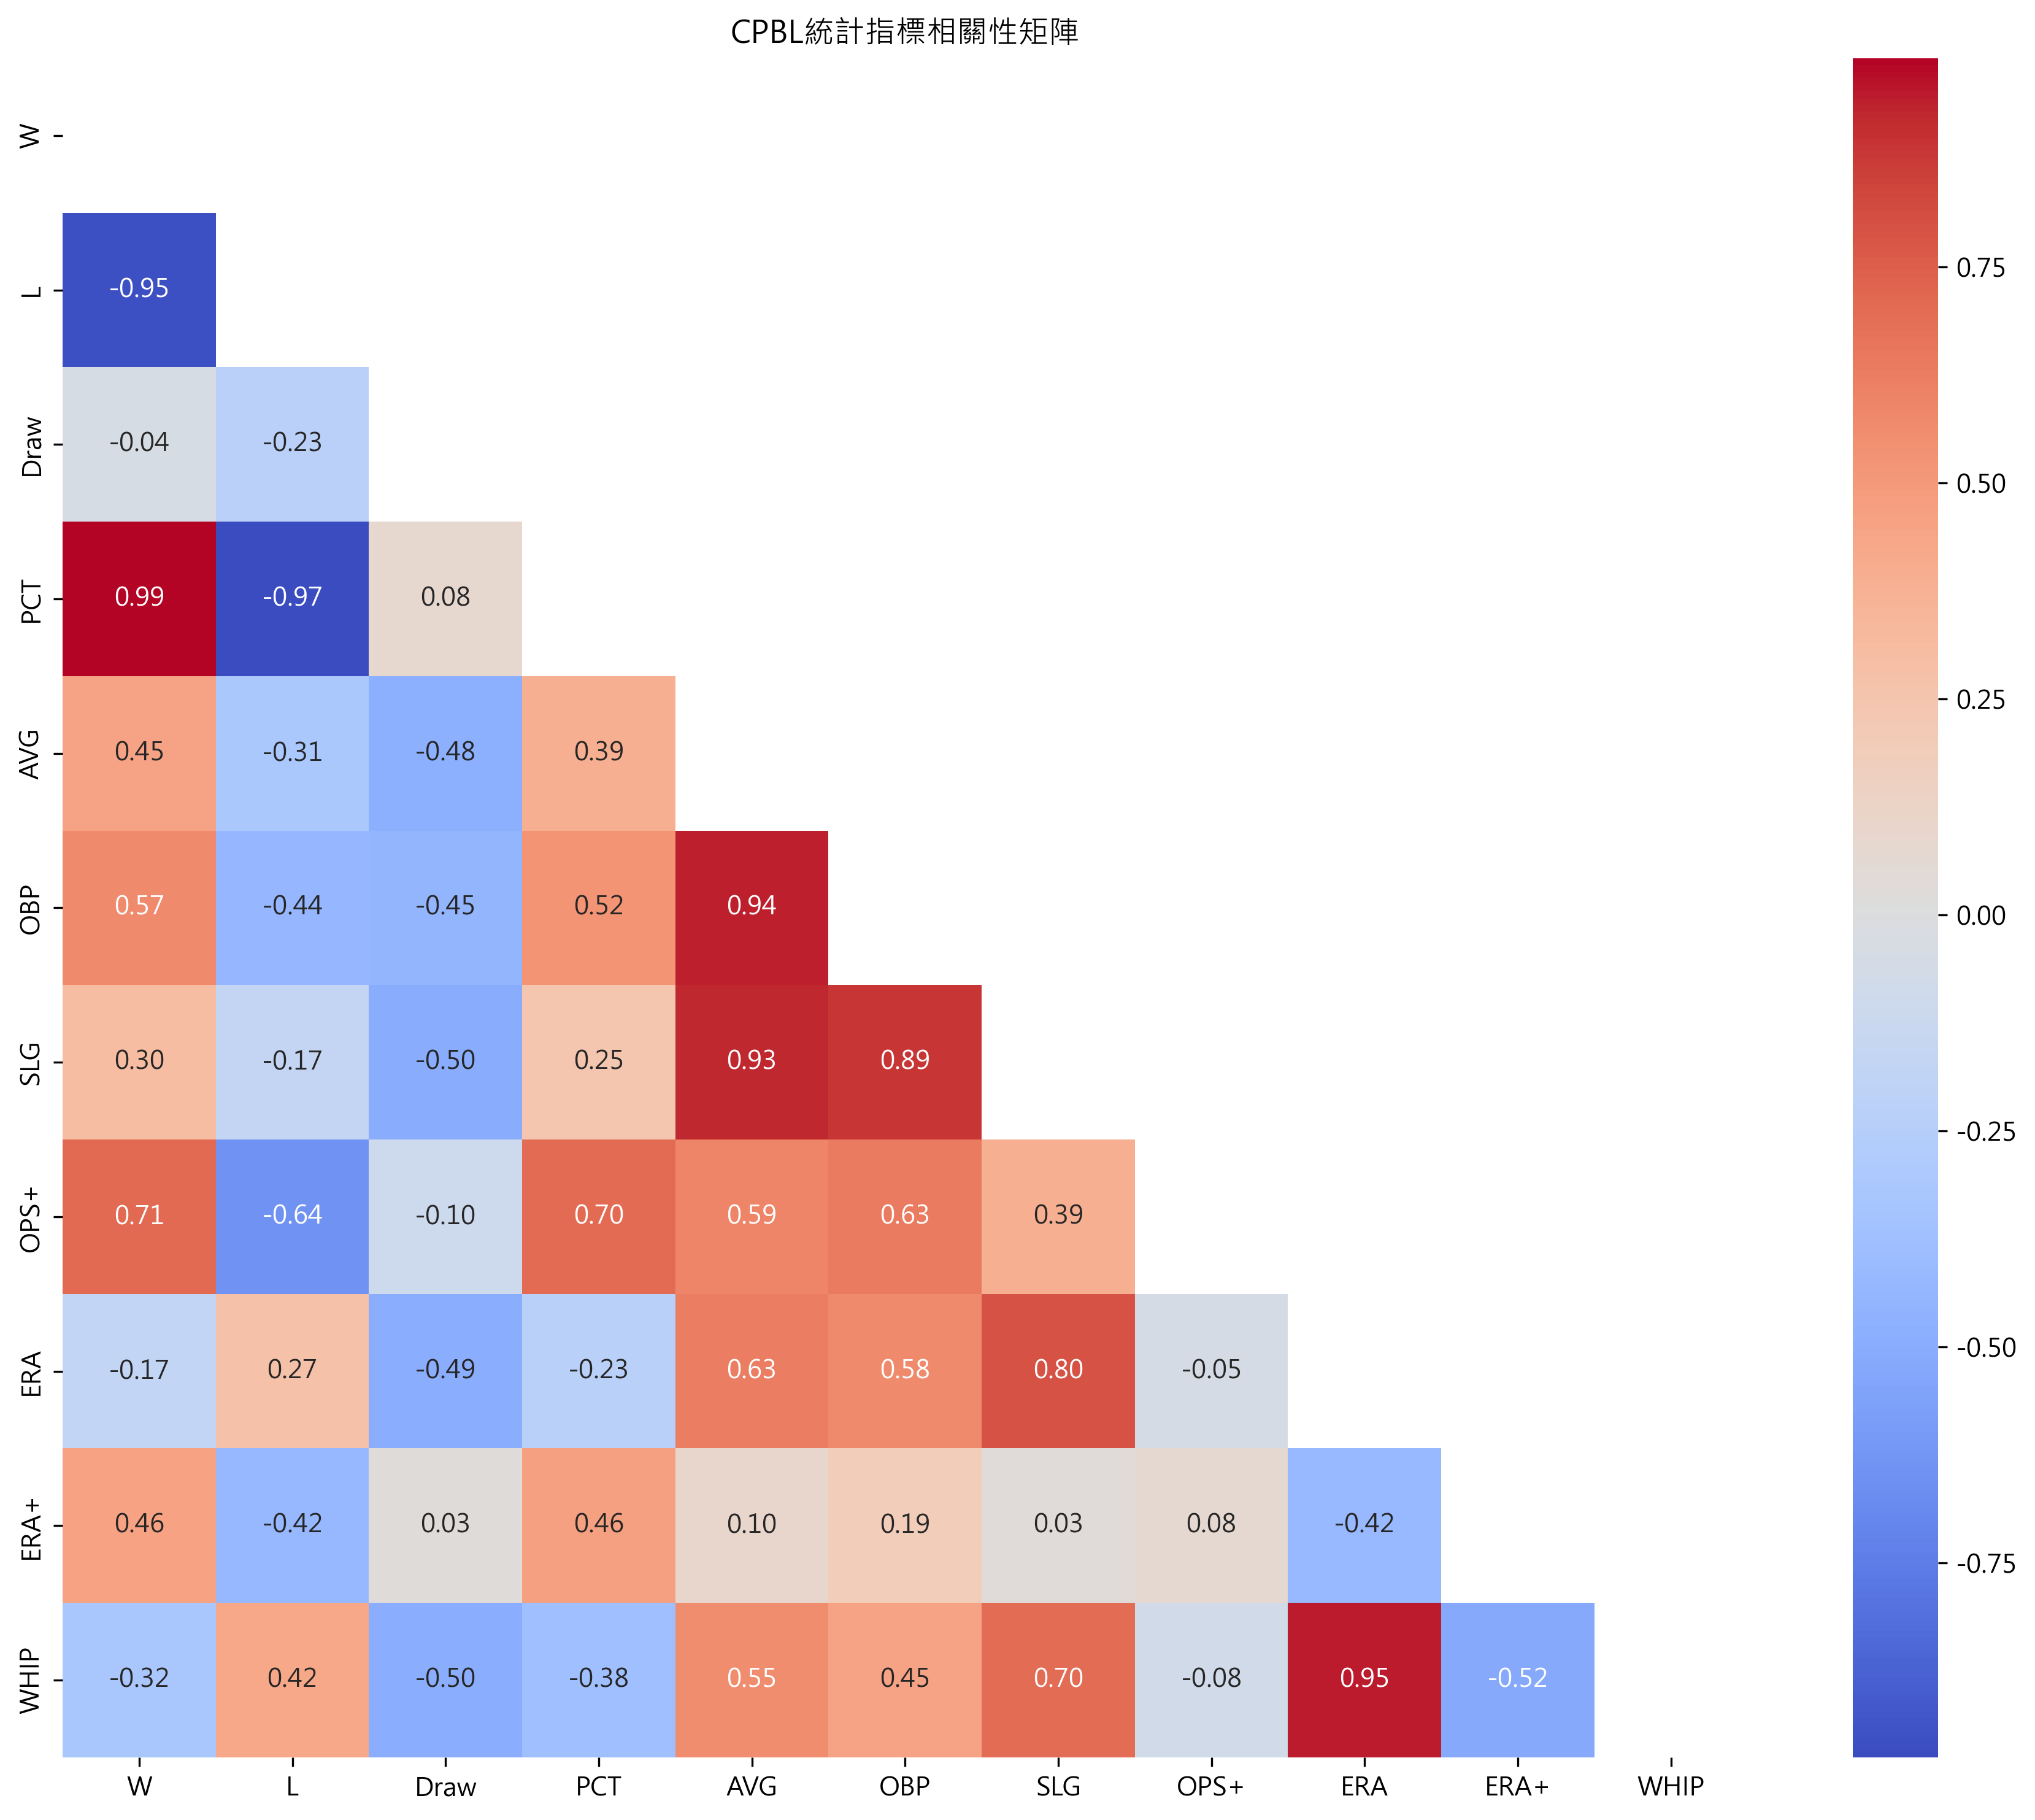 CPBL統計指標相關性矩陣
W
L -0.95
Draw -0.04 -0.23
PCT 0.99 -0.97 0.08
AVG 0.45 -0.31 -0.48 0.39
OBP 0.57 -0.44 -0.45 0.52 0.94
SLG 0.30 -0.17 -0.50 0.25 0.93 0.89
OPS+ 0.71 -0.64 -0.10 0.70 0.59 0.63 0.39
ERA -0.17 0.27 -0.49 -0.23 0.63 0.58 0.80 -0.05
ERA+ 0.46 -0.42 0.03 0.46 0.10 0.19 0.03 0.08 -0.42
WHIP -0.32 0.42 -0.50 -0.38 0.55 0.45 0.70 -0.08 0.95 -0.52
W L Draw PCT AVG OBP SLG OPS+ ERA ERA+ WHIP
0.75
0.50
0.25
0.00
-0.25
-0.50
-0.75